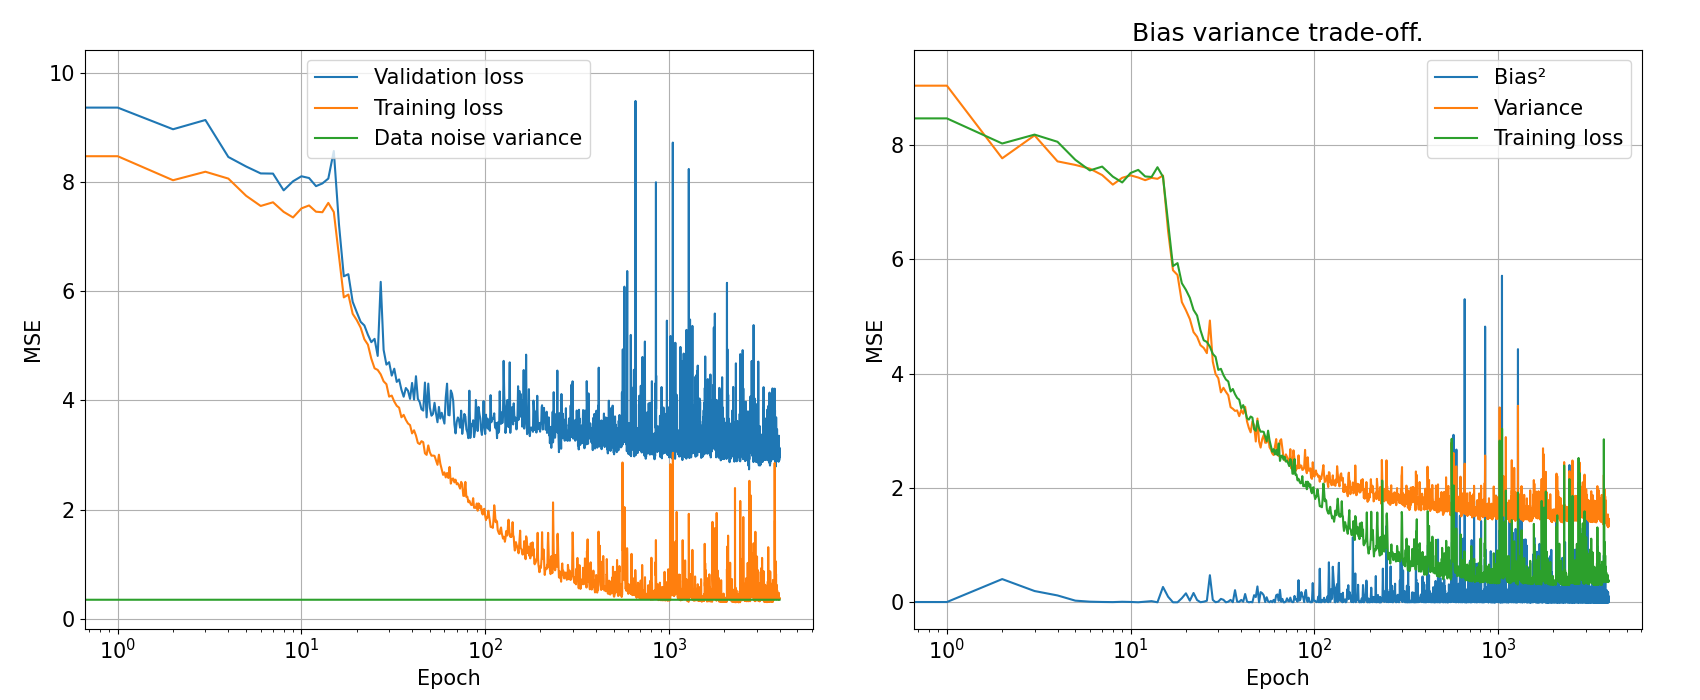 Validation loss
Training loss
Data noise variance
MSE
10
8
6
4
2
0
10⁰
10¹
10²
10³
Epoch
Bias variance trade-off.
Bias²
Variance
Training loss
MSE
8
6
4
2
0
10⁰
10¹
10²
10³
Epoch